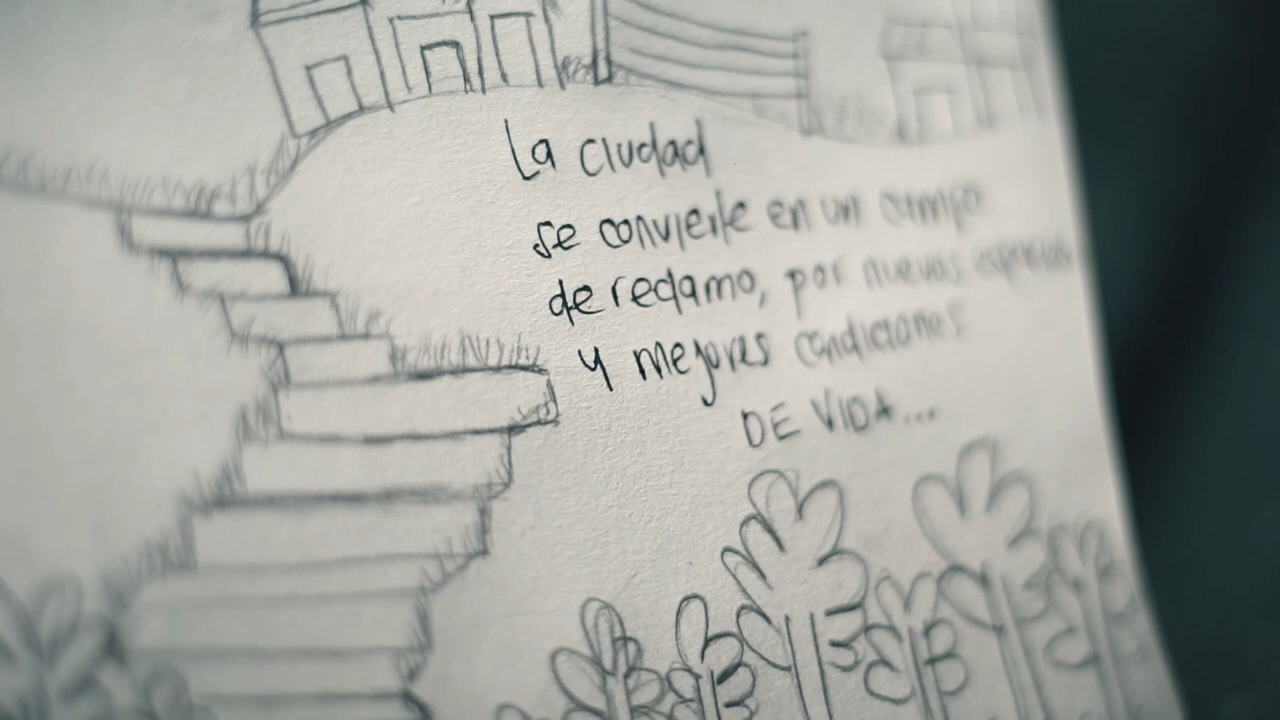 La ciudad
se convierte en un campo
de reclamo, por nuevos espacios
y mejores condiciones
DE VIDA...